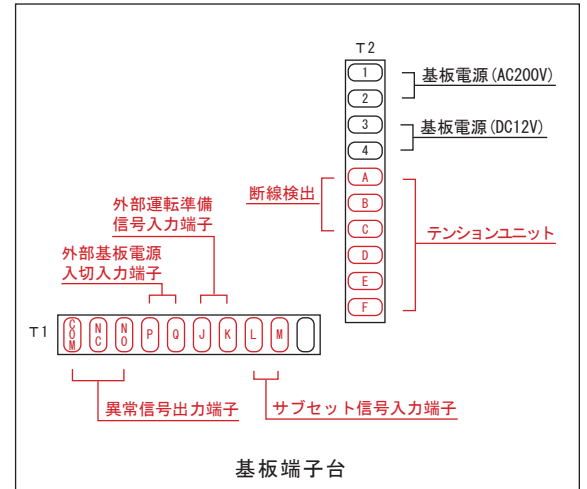 T2
1
基板電源(AC200V)
2
3
基板電源(DC12V)
4
A
断線検出
B
外部運転準備
信号入力端子
C
テンションユニット
D
外部基板電源
入切入力端子
E
F
T1
COM NC NO P Q J K L M
異常信号出力端子
サブセット信号入力端子
基板端子台